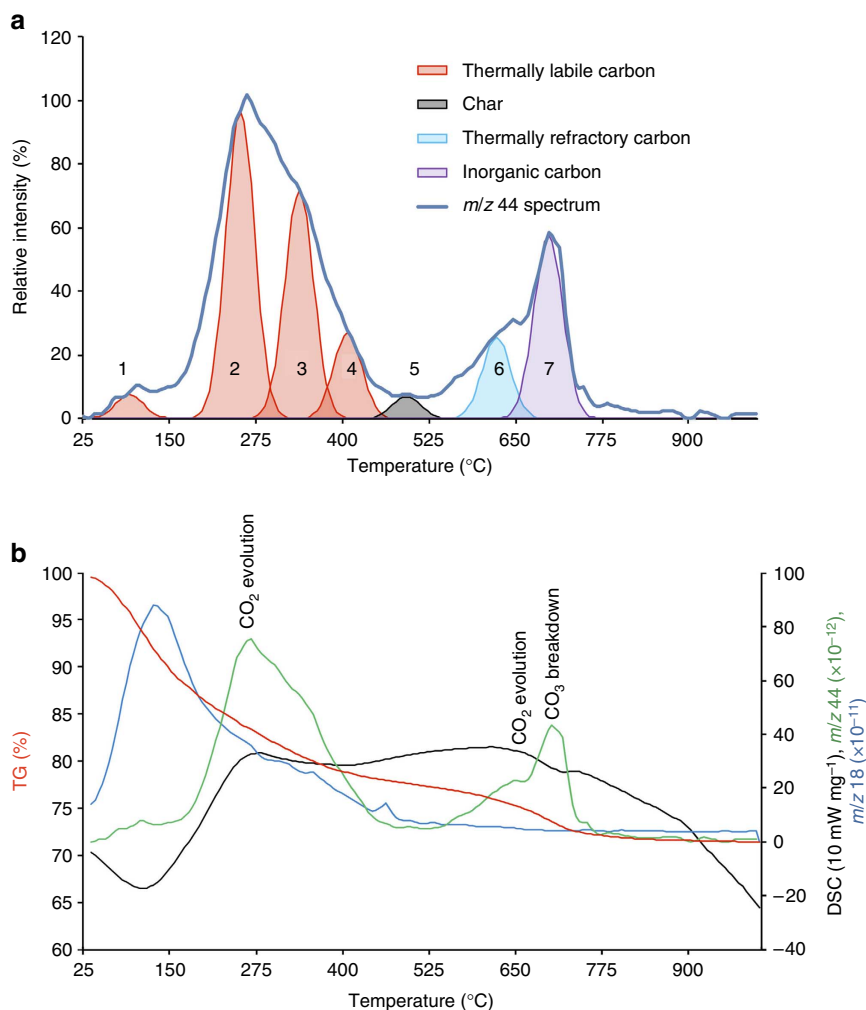 a
120
100
80
60
40
20
0
Relative intensity (%)
Thermally labile carbon
Char
Thermally refractory carbon
Inorganic carbon
m/z 44 spectrum
1
2
3
4
5
6
7
25
150
275
400
525
650
775
900
Temperature (°C)
b
CO₂ evolution
CO₂ evolution
CO₃ breakdown
100
95
90
85
80
75
70
65
60
TG (%)
100
80
60
40
20
0
−20
−40
DSC (10 mW mg⁻¹), m/z 44 (×10⁻¹²),
m/z 18 (×10⁻¹¹)
25
150
275
400
525
650
775
900
Temperature (°C)